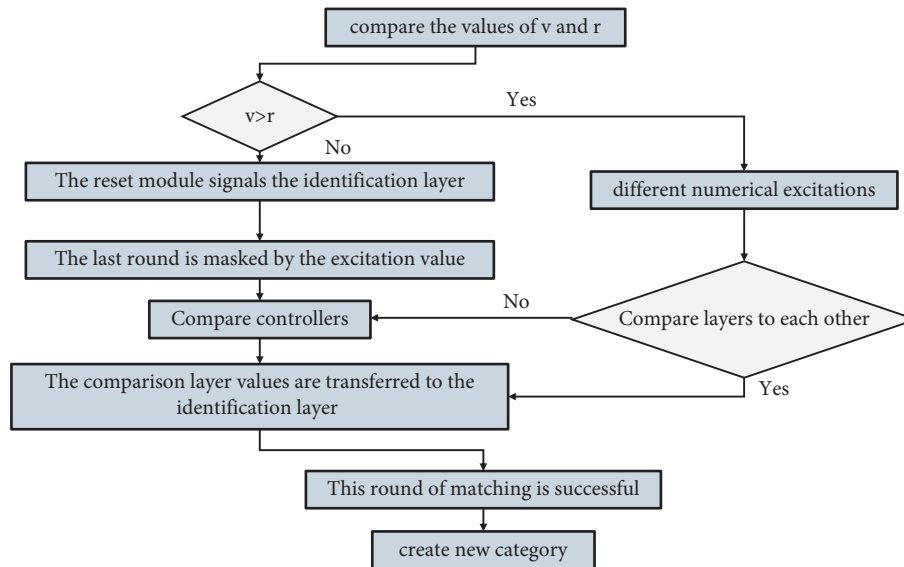 compare the values of v and r
v>r
Yes
No
The reset module signals the identification layer
different numerical excitations
The last round is masked by the excitation value
No
Compare layers to each other
Compare controllers
The comparison layer values are transferred to the
identification layer
Yes
This round of matching is successful
create new category